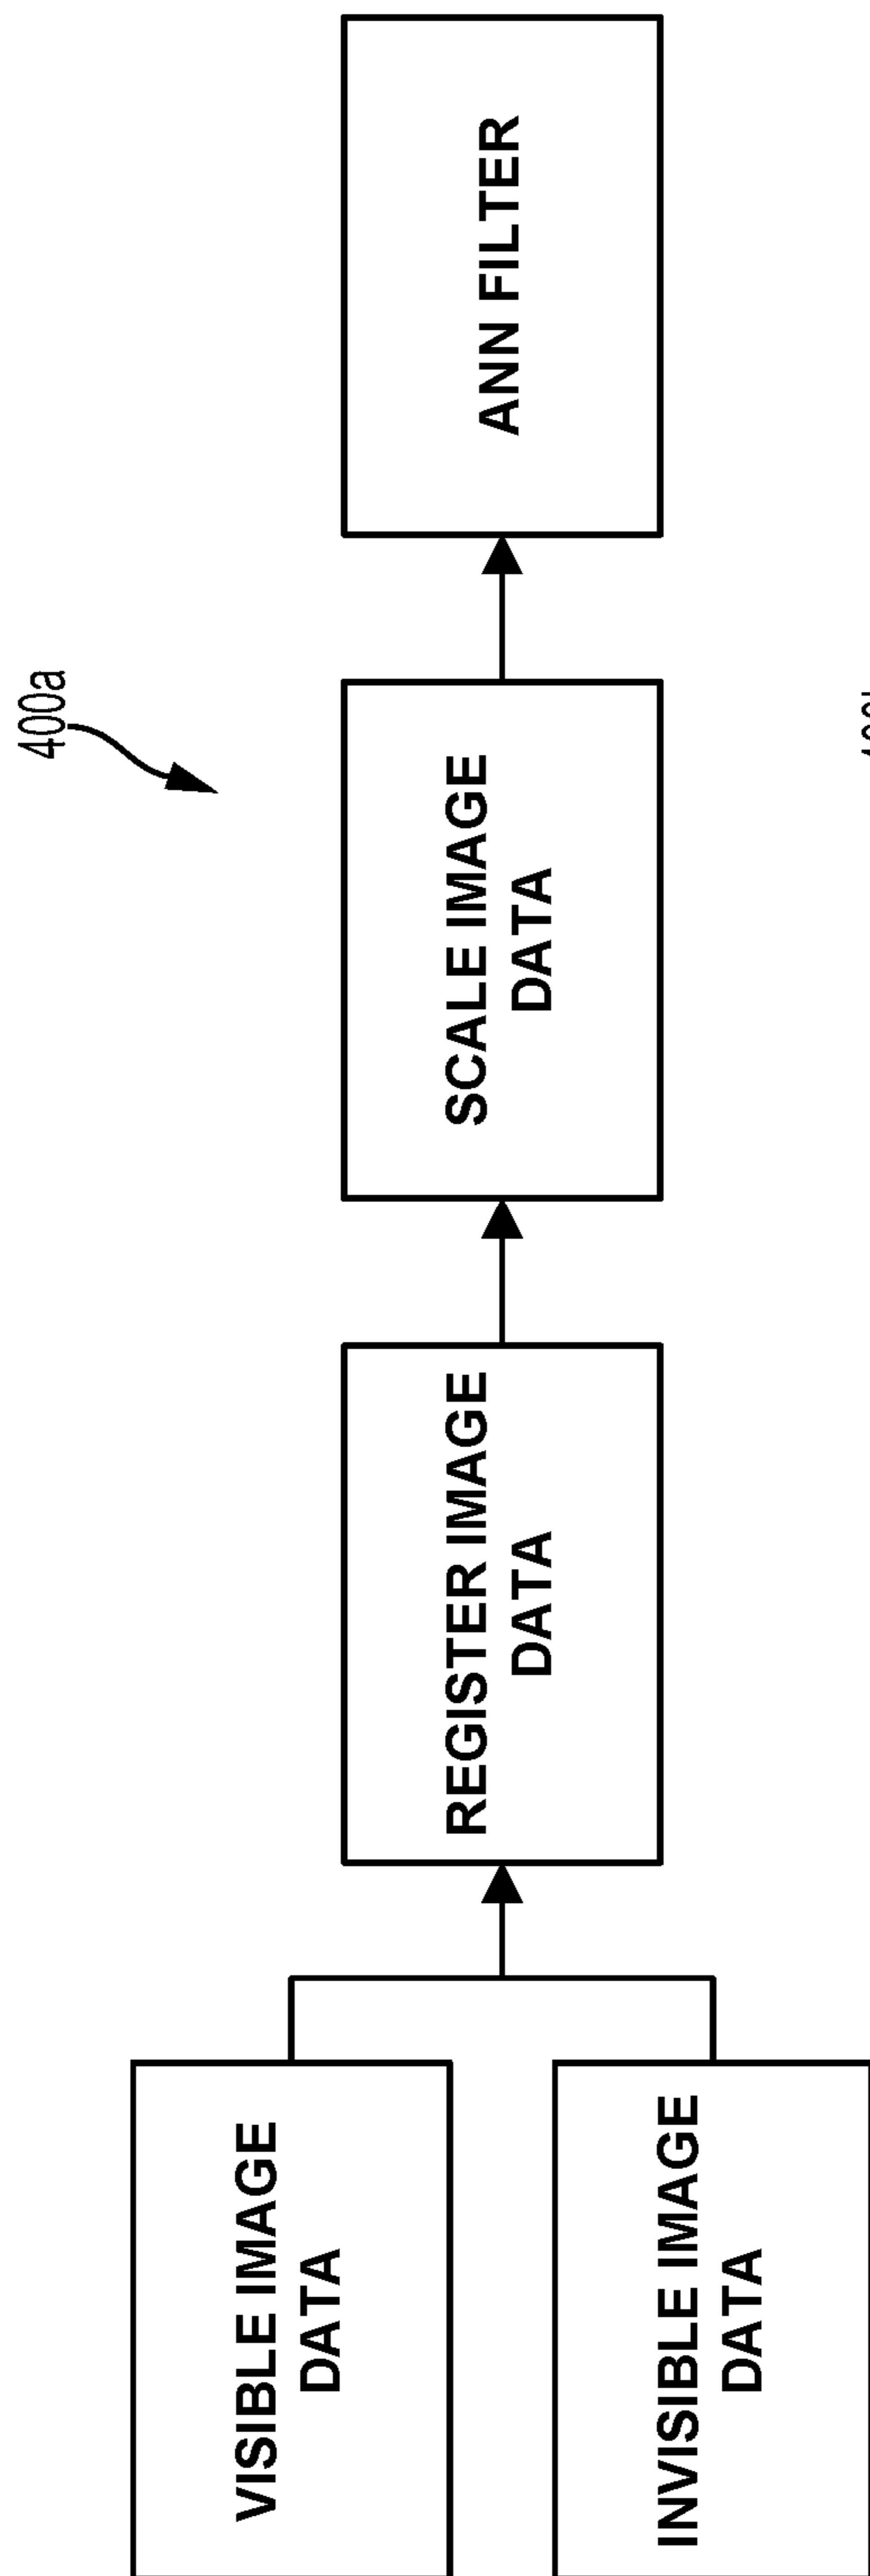 400a
VISIBLE IMAGE
DATA
INVISIBLE IMAGE
DATA
REGISTER IMAGE
DATA
SCALE IMAGE
DATA
ANN FILTER